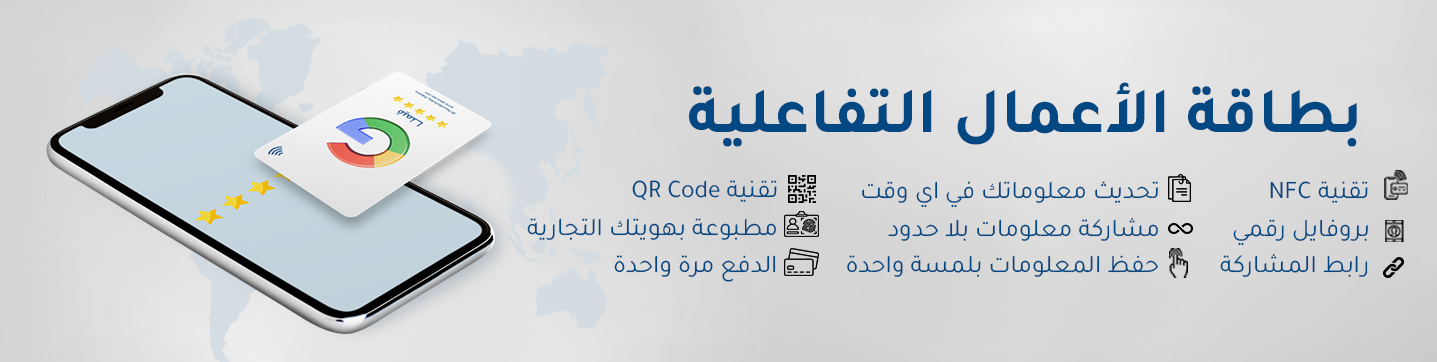 بطاقة الأعمال التفاعلية
تقنية NFC
بروفايل رقمي
رابط المشاركة
تحديث معلوماتك في اي وقت
مشاركة معلومات بلا حدود
حفظ المعلومات بلمسة واحدة
تقنية QR Code
مطبوعة بهويتك التجارية
الدفع مرة واحدة